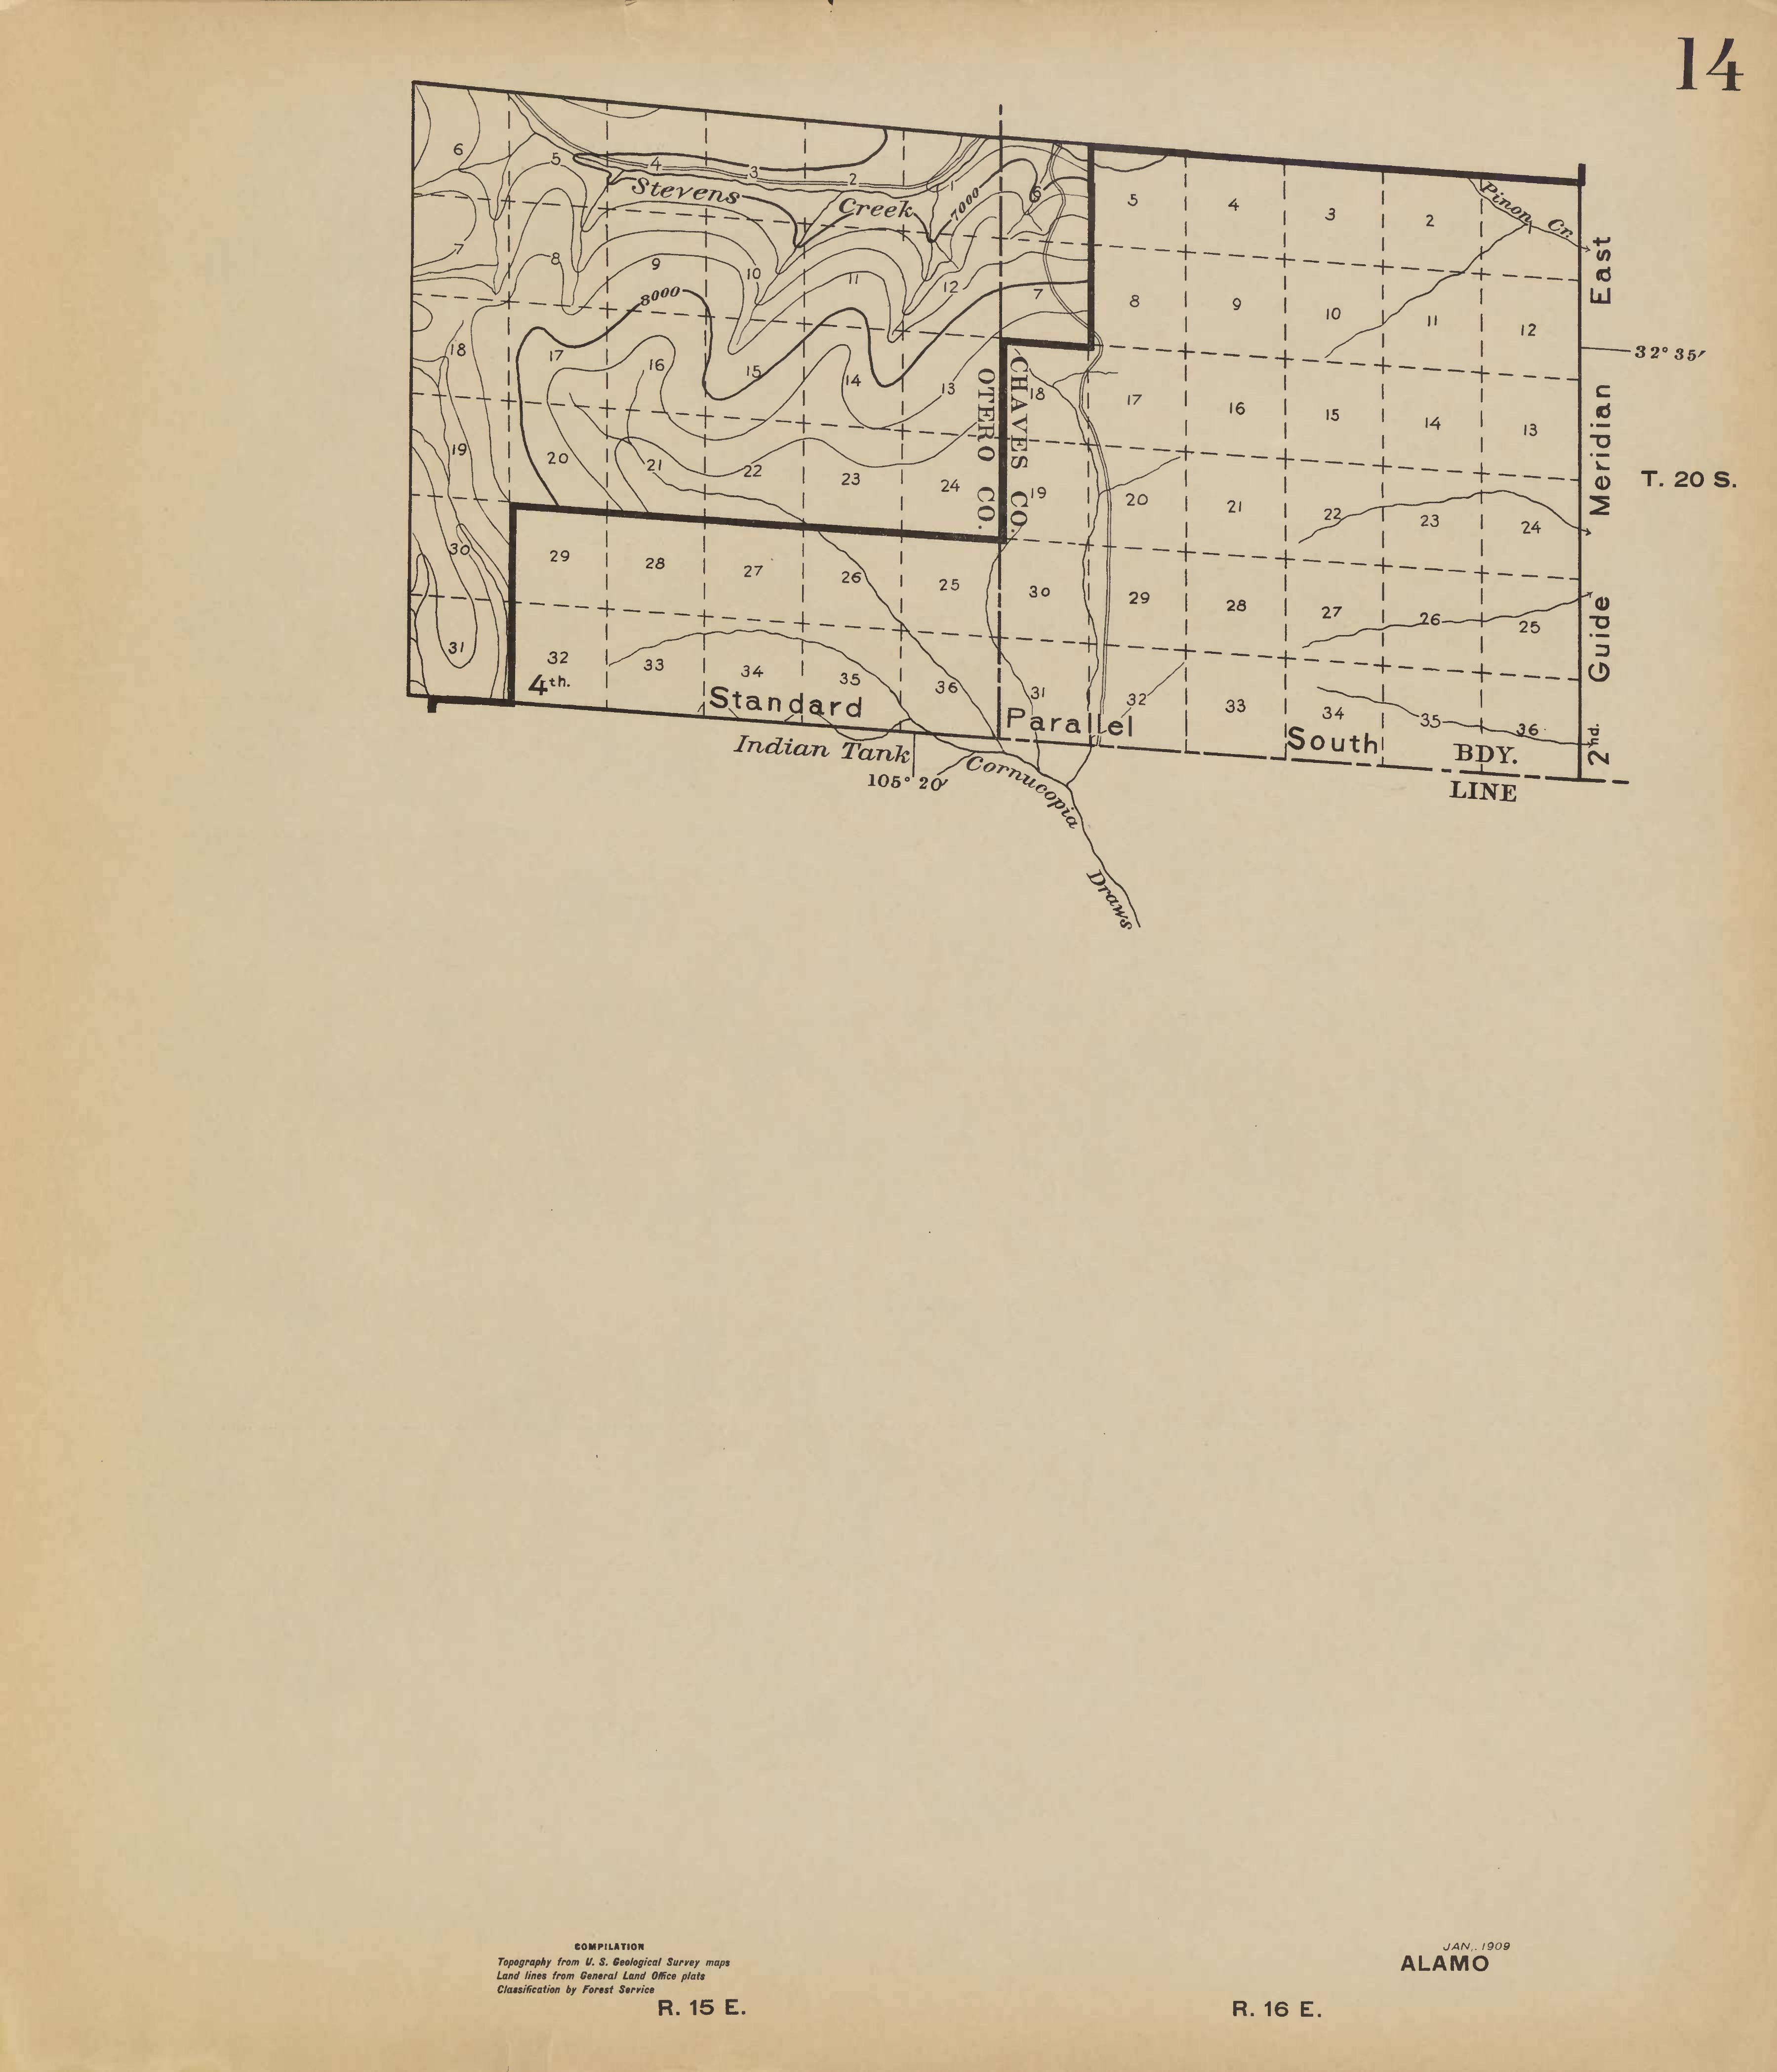 14
6 5 4 3 2 1 6 5 4 3 2
Pinon Cr.
Stevens Creek
7000
7 8 9 10 11 12 7 8 9 10 11 12
8000
32° 35′
18 17 16 15 14 13 18 17 16 15 14 13
OTERO CO.
CHAVES CO.
T. 20 S.
19 20 21 22 23 24 19 20 21 22 23 24
30 29 28 27 26 25 30 29 28 27 26 25
31 32 33 34 35 36 31 32 33 34 35 36
2nd. Guide Meridian East
4th. Standard Parallel South
BDY.
LINE
Indian Tank
105° 20′
Cornucopia Draws
COMPILATION
Topography from U. S. Geological Survey maps
Land lines from General Land Office plats
Classification by Forest Service
JAN,. 1909
ALAMO
R. 15 E.
R. 16 E.